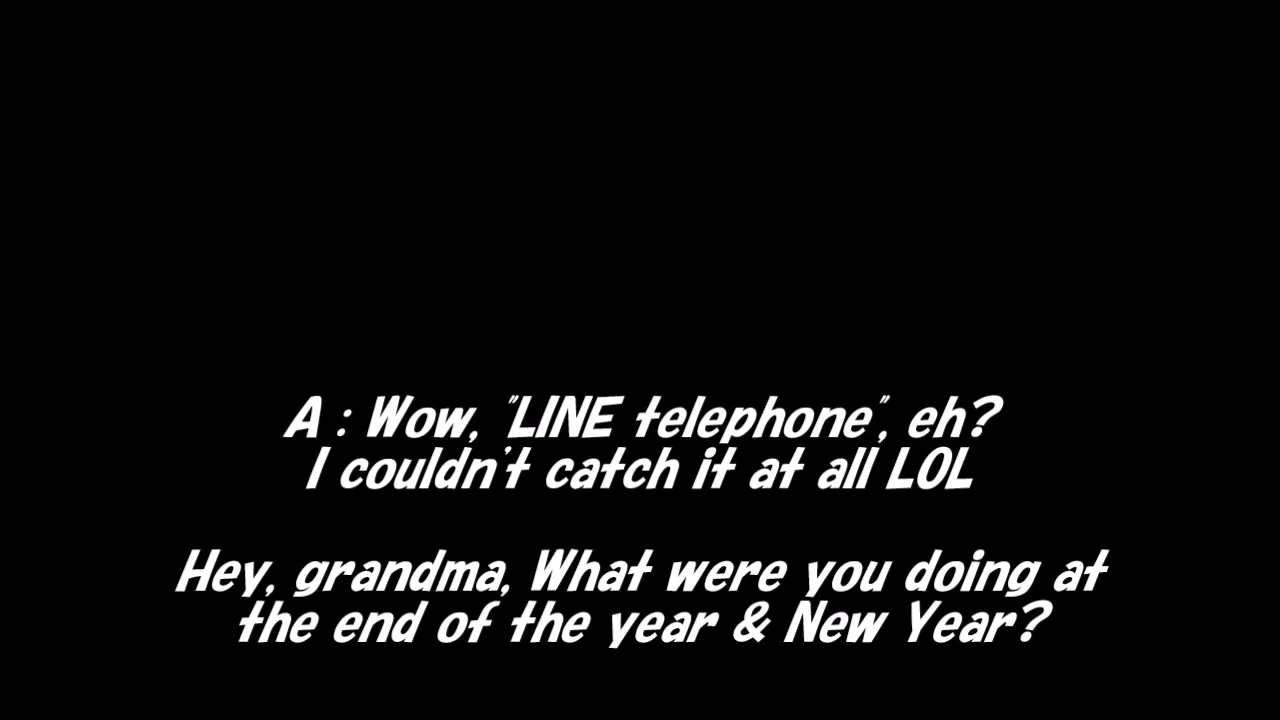 A : Wow, "LINE telephone", eh?
I couldn't catch it at all LOL
Hey, grandma, What were you doing at
the end of the year & New Year?